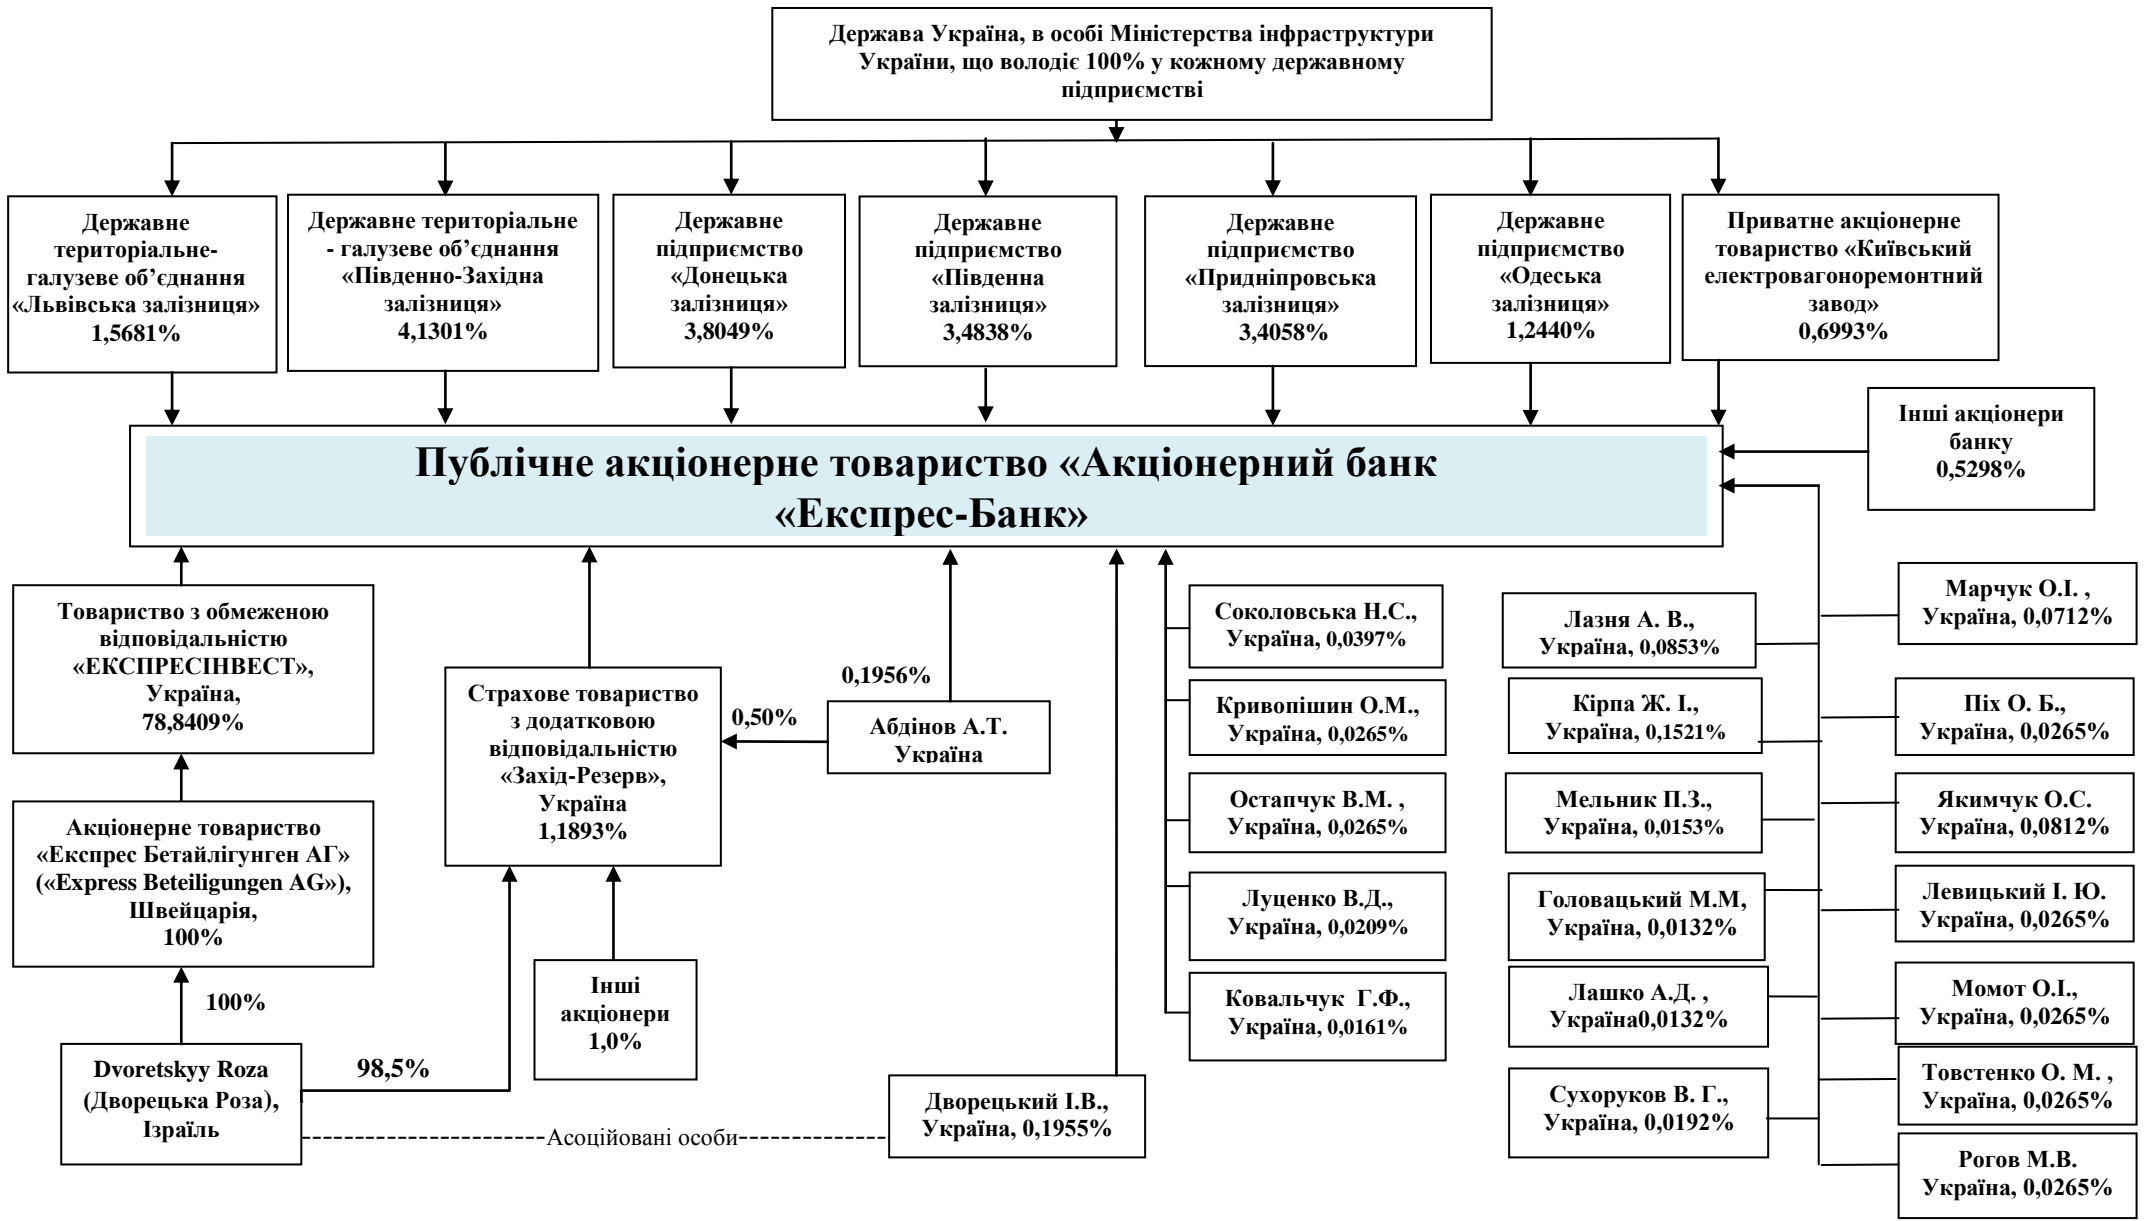 Держава Україна, в особі Міністерства інфраструктури
України, що володіє 100% у кожному державному
підприємстві
Державне
територіальне-
галузеве об’єднання
«Львівська залізниця»
1,5681%
Державне територіальне
- галузеве об’єднання
«Південно-Західна
залізниця»
4,1301%
Державне
підприємство
«Донецька
залізниця»
3,8049%
Державне
підприємство
«Південна
залізниця»
3,4838%
Державне
підприємство
«Придніпровська
залізниця»
3,4058%
Державне
підприємство
«Одеська
залізниця»
1,2440%
Приватне акціонерне
товариство «Київський
електровагоноремонтний
завод»
0,6993%
Інші акціонери
банку
0,5298%
Публічне акціонерне товариство «Акціонерний банк
«Експрес-Банк»
Товариство з обмеженою
відповідальністю
«ЕКСПРЕСІНВЕСТ»,
Україна,
78,8409%
Акціонерне товариство
«Експрес Бетайлігунген АГ»
(«Express Beteiligungen AG»),
Швейцарія,
100%
100%
Dvoretskyy Roza
(Дворецька Роза),
Ізраїль
98,5%
Страхове товариство
з додатковою
відповідальністю
«Захід-Резерв»,
Україна
1,1893%
Інші
акціонери
1,0%
0,50%
0,1956%
Абдінов А.Т.
Україна
Асоційовані особи
Дворецький І.В.,
Україна, 0,1955%
Соколовська Н.С.,
Україна, 0,0397%
Кривопішин О.М.,
Україна, 0,0265%
Остапчук В.М. ,
Україна, 0,0265%
Луценко В.Д.,
Україна, 0,0209%
Ковальчук Г.Ф.,
Україна, 0,0161%
Лазня А. В.,
Україна, 0,0853%
Кірпа Ж. І.,
Україна, 0,1521%
Мельник П.З.,
Україна, 0,0153%
Головацький М.М,
Україна, 0,0132%
Лашко А.Д. ,
Україна0,0132%
Сухоруков В. Г.,
Україна, 0,0192%
Марчук О.І. ,
Україна, 0,0712%
Піх О. Б.,
Україна, 0,0265%
Якимчук О.С.
Україна, 0,0812%
Левицький І. Ю.
Україна, 0,0265%
Момот О.І.,
Україна, 0,0265%
Товстенко О. М. ,
Україна, 0,0265%
Рогов М.В.
Україна, 0,0265%